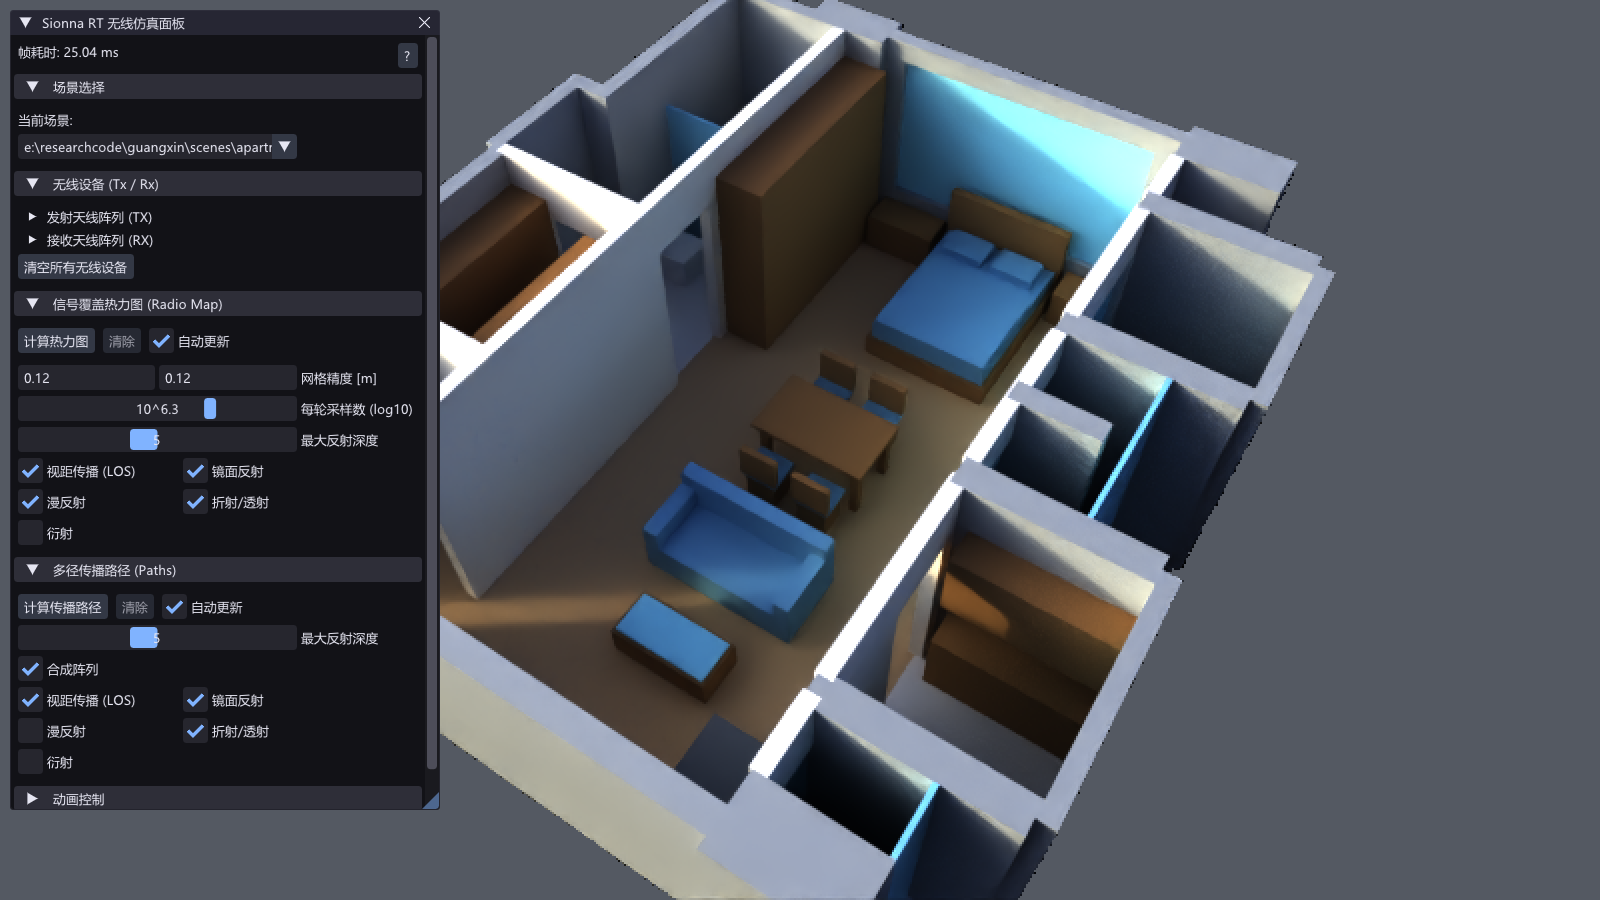 Sionna RT 无线仿真面板
帧耗时: 25.04 ms
?
场景选择
当前场景:
e:\researchcode\guangxin\scenes\apartr
无线设备 (Tx / Rx)
发射天线阵列 (TX)
接收天线阵列 (RX)
清空所有无线设备
信号覆盖热力图 (Radio Map)
计算热力图 清除 自动更新
0.12 0.12 网格精度 [m]
10^6.3 每轮采样数 (log10)
5 最大反射深度
视距传播 (LOS) 镜面反射
漫反射 折射/透射
衍射
多径传播路径 (Paths)
计算传播路径 清除 自动更新
5 最大反射深度
合成阵列
视距传播 (LOS) 镜面反射
漫反射 折射/透射
衍射
动画控制